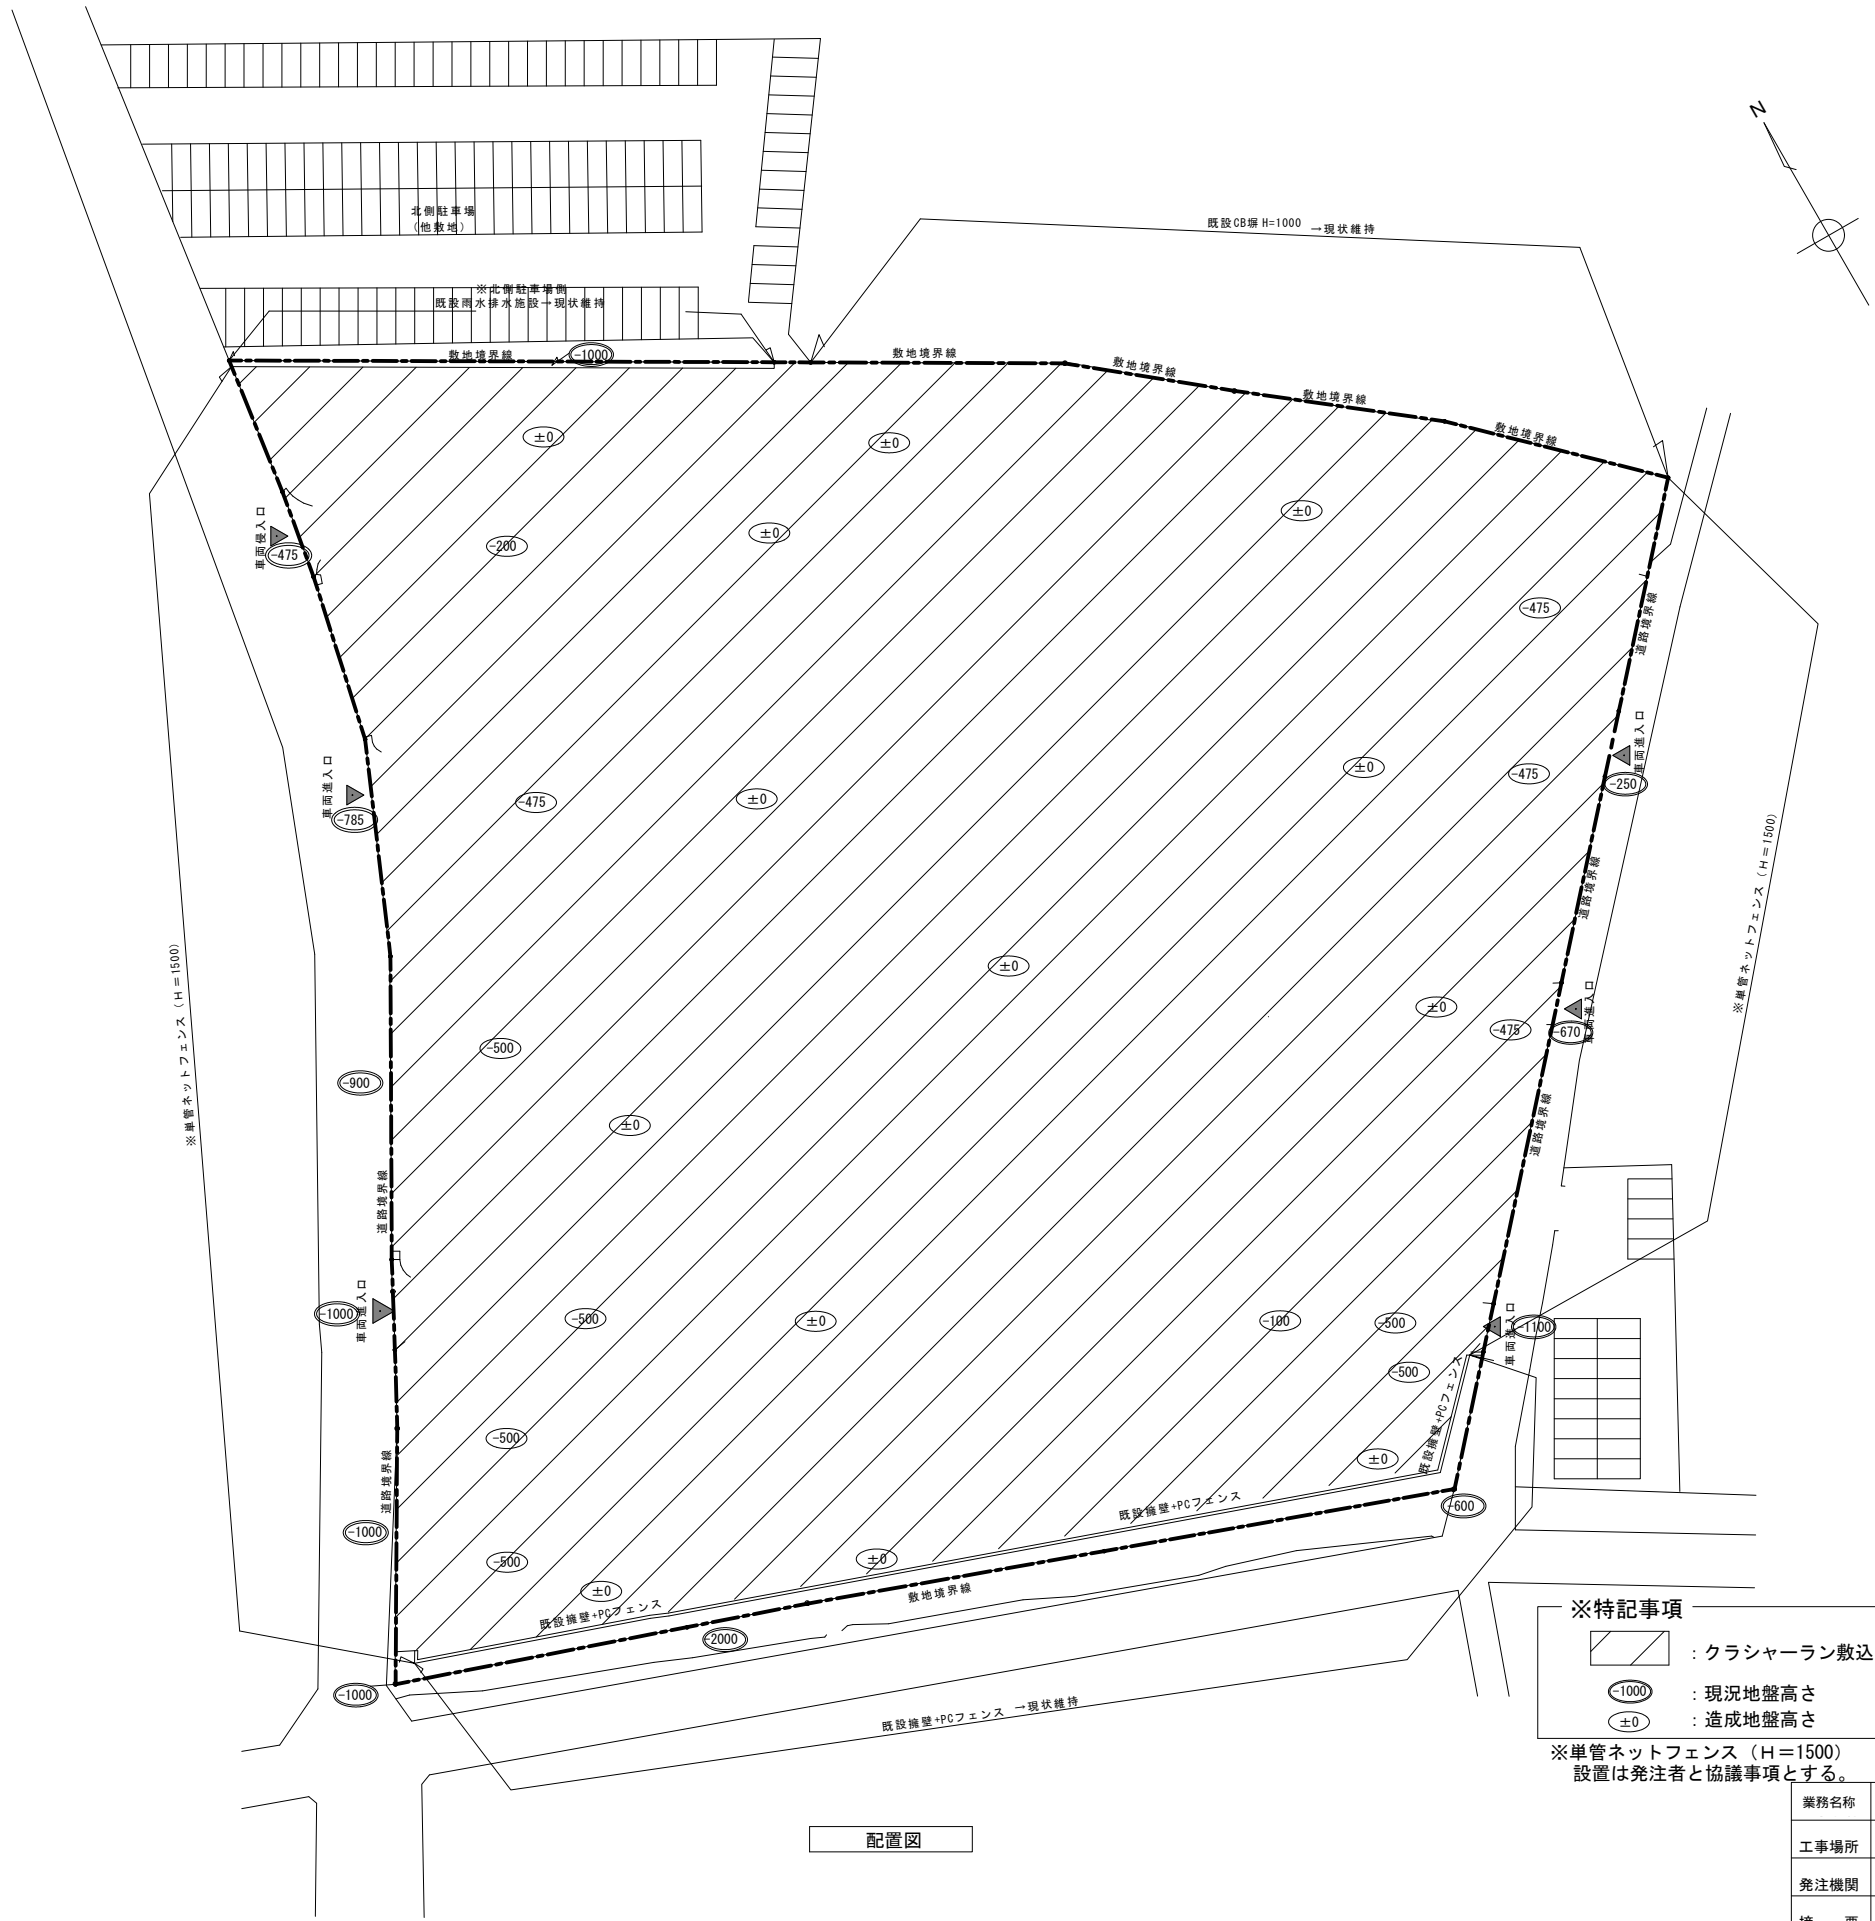 N
北側駐車場
（他敷地）
既設CB塀 H=1000 →現状維持
※北側駐車場側
既設雨水排水施設→現状維持
敷地境界線
-1000
敷地境界線
敷地境界線
敷地境界線
敷地境界線
±0
±0
±0
±0
-200
車両侵入口
-475
-475
道路境界線
車両進入口
-785
-475
±0
±0
-475
車両進入口
-250
道路境界線
※単管ネットフェンス（H＝1500）
※単管ネットフェンス（H＝1500）
±0
±0
-475
車両進入口
-670
-500
-900
±0
道路境界線
道路境界線
車両進入口
-1000
-500
±0
-100
-500
車両進入口
-1100
-500
既設擁壁+PCフェンス
-500
±0
道路境界線
-1000
既設擁壁+PCフェンス
-600
-500
±0
±0
敷地境界線
既設擁壁+PCフェンス
-2000
-1000
既設擁壁+PCフェンス →現状維持
※特記事項
：クラシャーラン敷込
-1000 ：現況地盤高さ
±0 ：造成地盤高さ
※単管ネットフェンス（H＝1500）
設置は発注者と協議事項とする。
配置図
業務名称
工事場所
発注機関